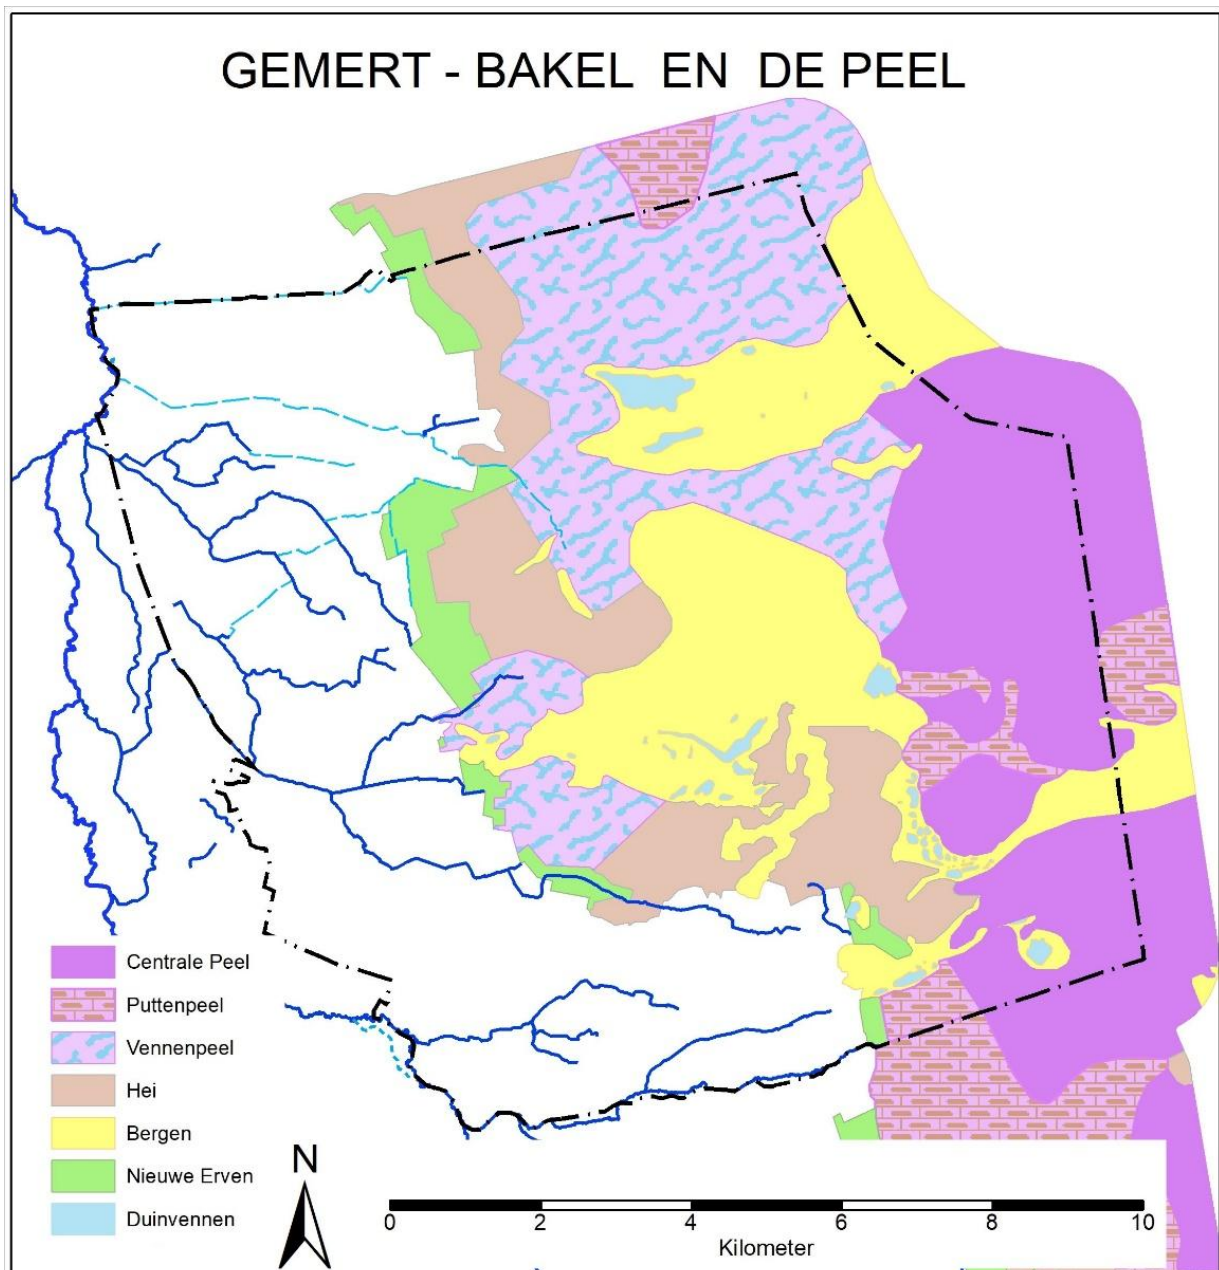 GEMERT - BAKEL EN DE PEEL
Centrale Peel
Puttenpeel
Vennenpeel
Hei
Bergen
Nieuwe Erven
Duinvennen
N
0 2 4 6 8 10
Kilometer